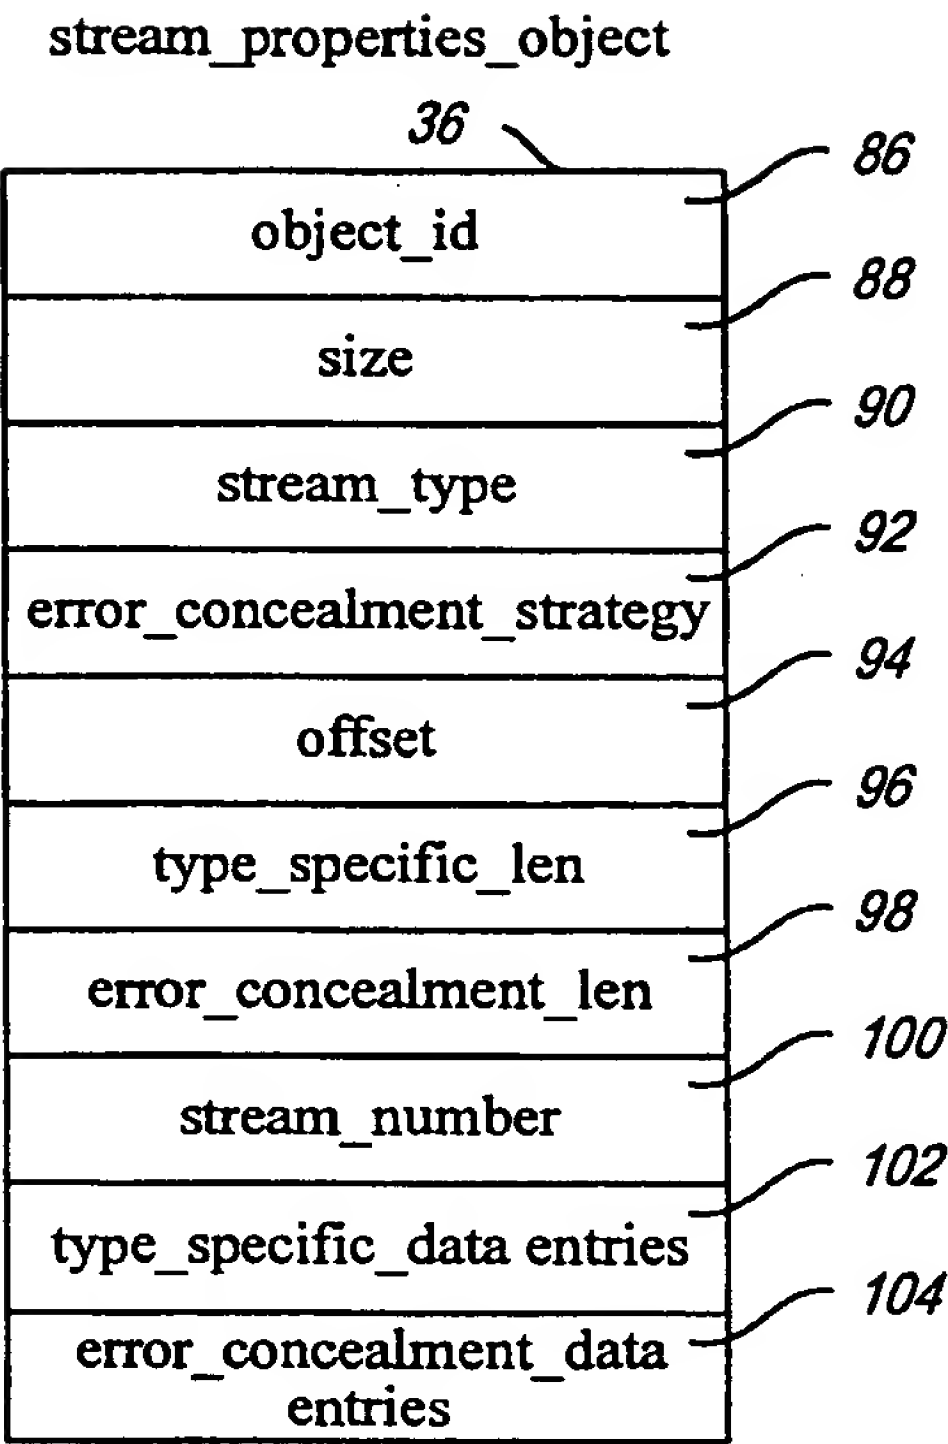 stream_properties_object
36
86
object_id
88
size
90
stream_type
92
error_concealment_strategy
94
offset
96
type_specific_len
98
error_concealment_len
100
stream_number
102
type_specific_data entries
104
error_concealment_data
entries